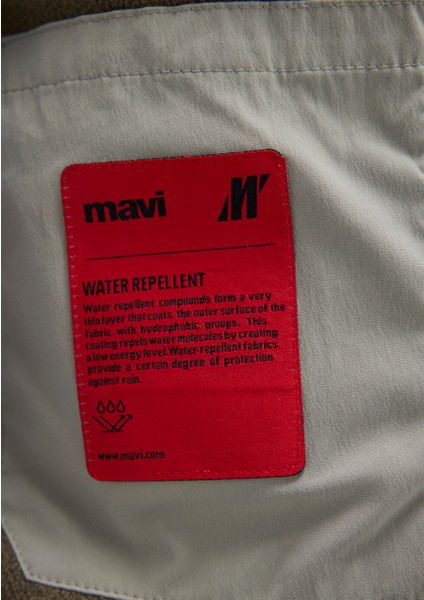 mavi M
WATER REPELLENT
Water repellent compounds form a very
thin layer that coats the outer surface of the
fabric with hydrophobic groups. This
coating repels water molecules by creating
a low energy level. Water-repellent fabrics
provide a certain degree of protection
against rain.
www.mavi.com